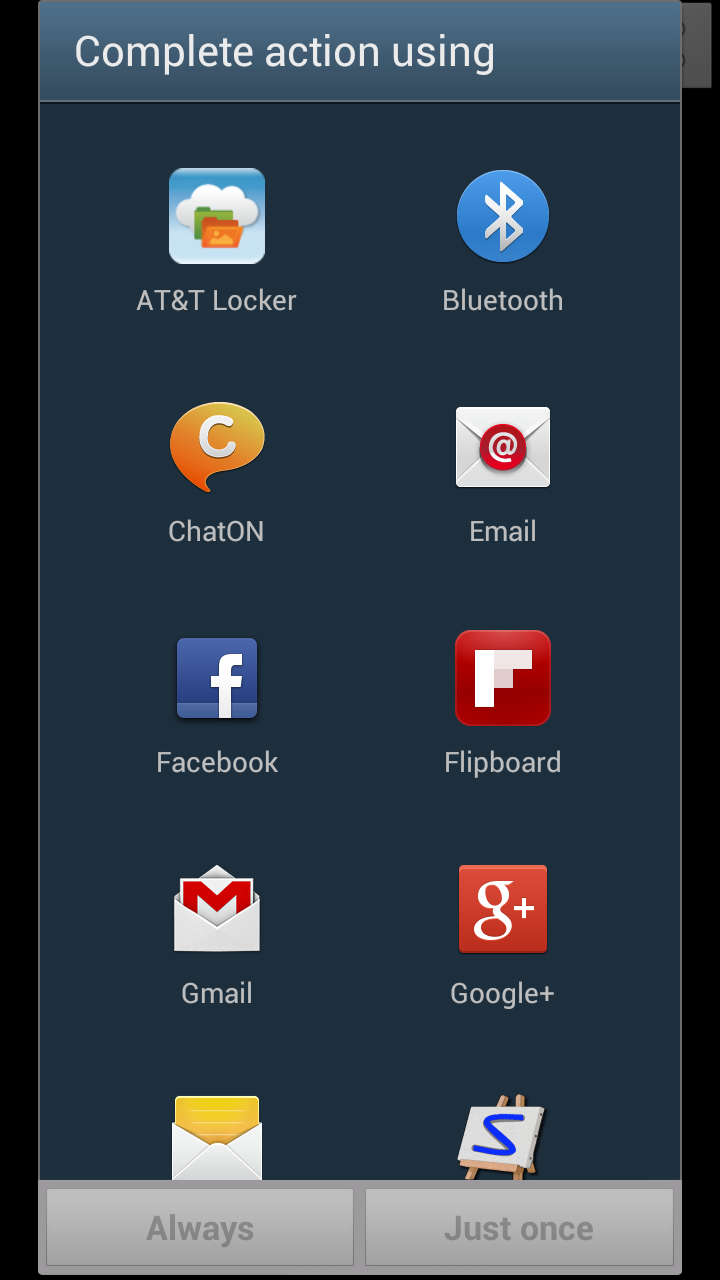 Complete action using
AT&T Locker
Bluetooth
C
@
ChatON
Email
f
F
Facebook
Flipboard
M
g+
Gmail
Google+
S
Always
Just once